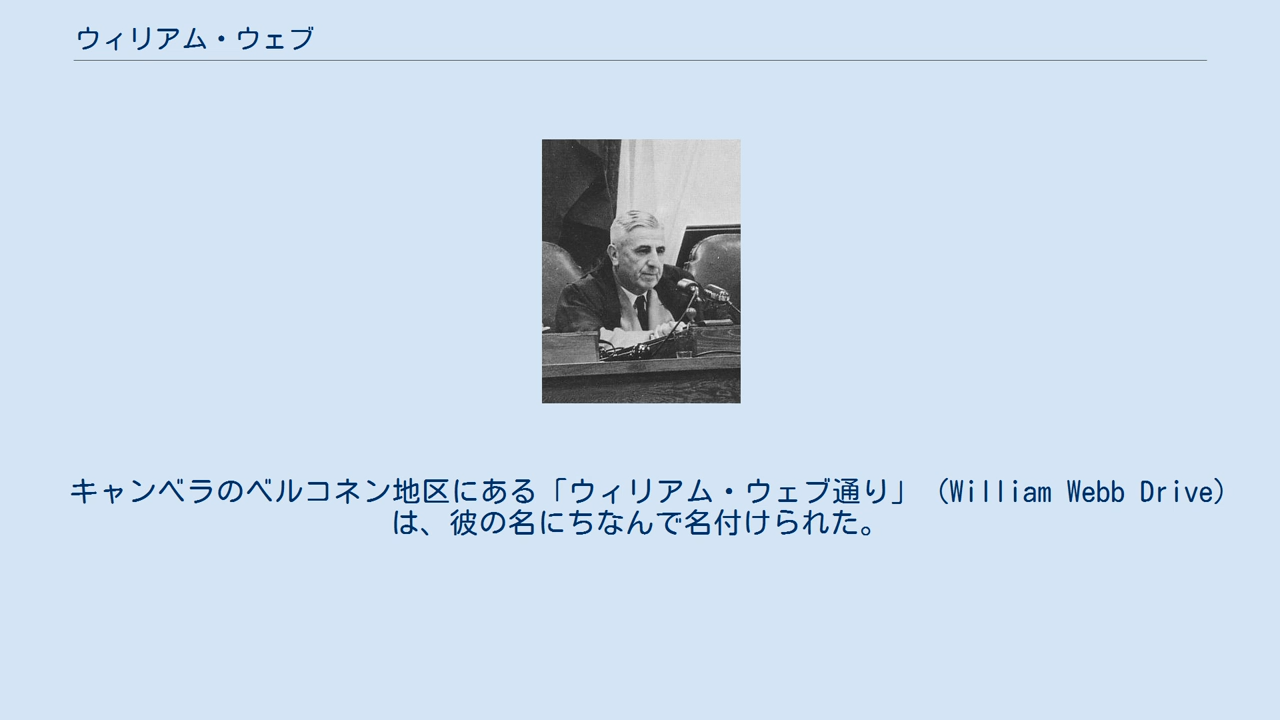 ウィリアム・ウェブ
キャンベラのベルコネン地区にある「ウィリアム・ウェブ通り」（William Webb Drive）
は、彼の名にちなんで名付けられた。